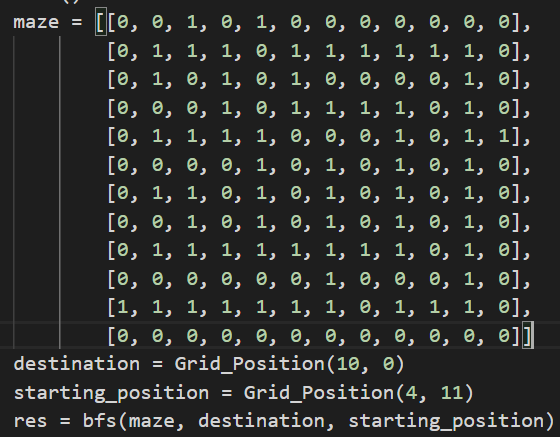 maze = [[0, 0, 1, 0, 1, 0, 0, 0, 0, 0, 0, 0],
[0, 1, 1, 1, 0, 1, 1, 1, 1, 1, 1, 0],
[0, 1, 0, 1, 0, 1, 0, 0, 0, 0, 1, 0],
[0, 0, 0, 1, 0, 1, 1, 1, 1, 0, 1, 0],
[0, 1, 1, 1, 1, 0, 0, 0, 1, 0, 1, 1],
[0, 0, 0, 0, 1, 0, 1, 0, 1, 0, 1, 0],
[0, 1, 1, 0, 1, 0, 1, 0, 1, 0, 1, 0],
[0, 0, 1, 0, 1, 0, 1, 0, 1, 0, 1, 0],
[0, 1, 1, 1, 1, 1, 1, 1, 1, 0, 1, 0],
[0, 0, 0, 0, 0, 0, 1, 0, 0, 0, 1, 0],
[1, 1, 1, 1, 1, 1, 1, 0, 1, 1, 1, 0],
[0, 0, 0, 0, 0, 0, 0, 0, 0, 0, 0, 0]]
destination = Grid_Position(10, 0)
starting_position = Grid_Position(4, 11)
res = bfs(maze, destination, starting_position)